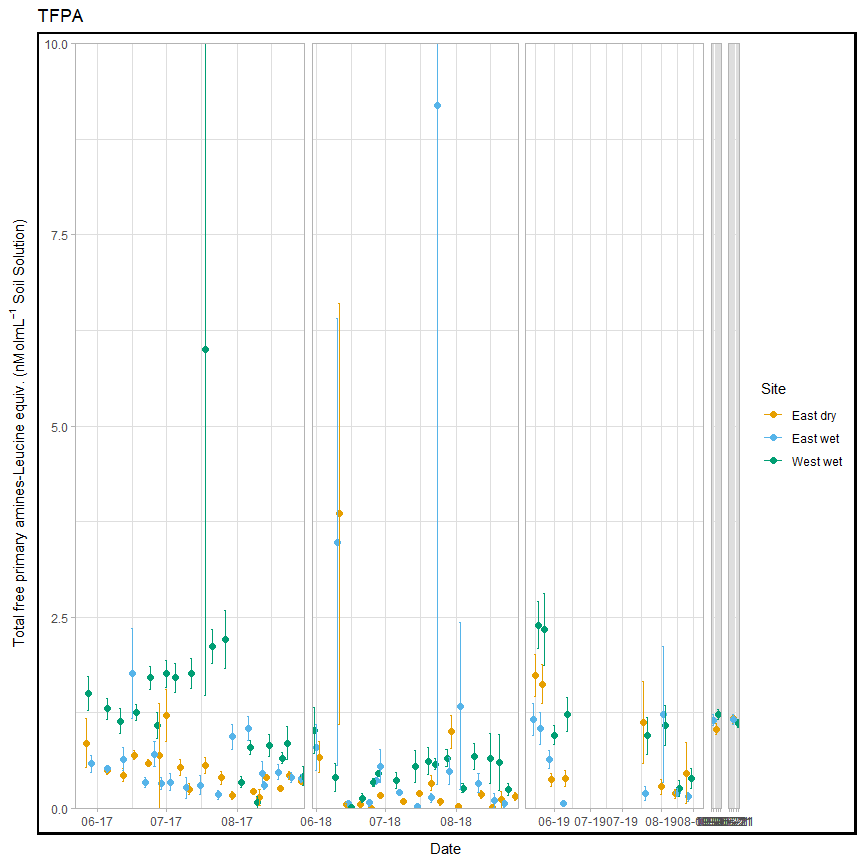 TFPA
10.0
7.5
5.0
2.5
0.0
Total free primary amines-Leucine equiv. (nMolmL⁻¹ Soil Solution)
06-17 07-17 08-17 06-18 07-18 08-18 06-19 07-19 07-19 08-19
Date
Site
East dry
East wet
West wet